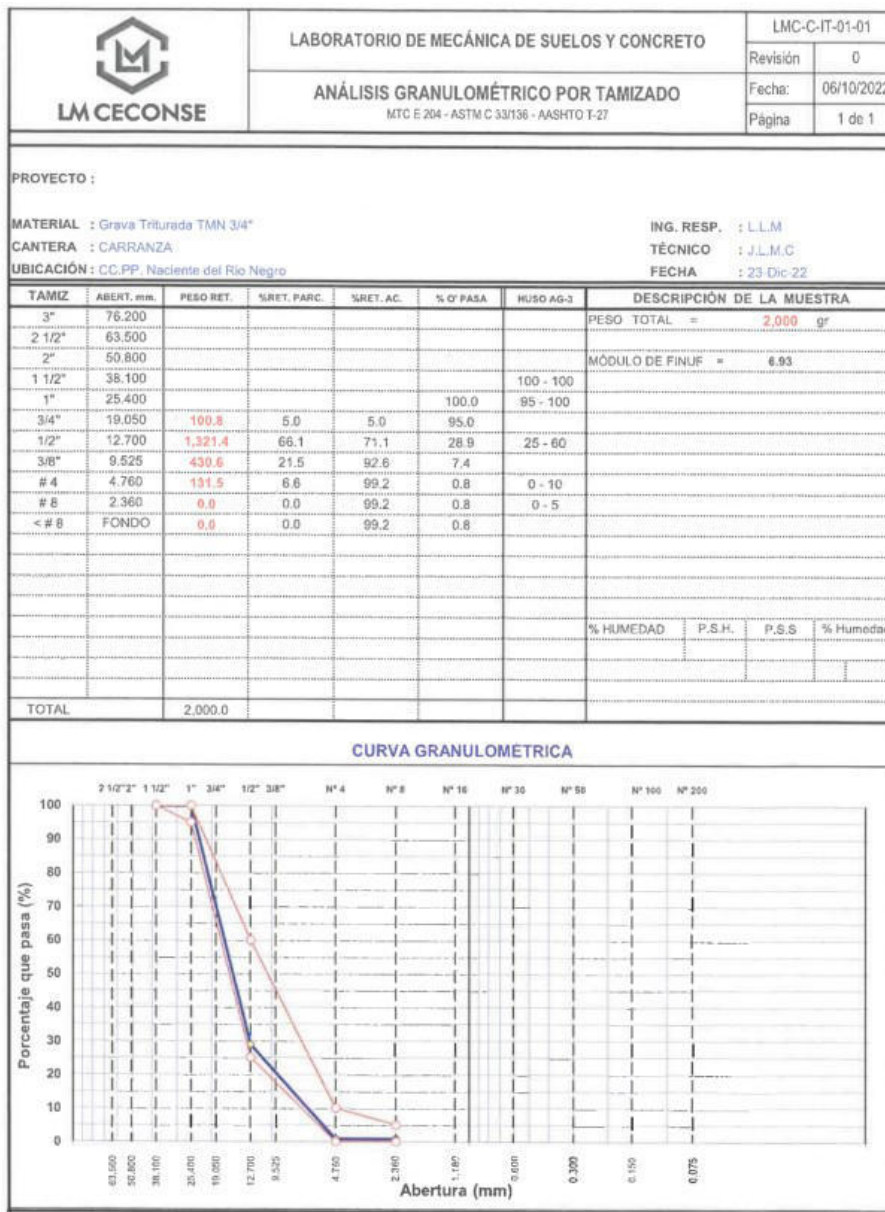 LM CECONSE
LABORATORIO DE MECÁNICA DE SUELOS Y CONCRETO
ANÁLISIS GRANULOMÉTRICO POR TAMIZADO
MTC E 204 - ASTM C 33/136 - AASHTO T-27
LMC-C-IT-01-01
Revisión 0
Fecha: 06/10/2022
Página 1 de 1
PROYECTO :
MATERIAL : Grava Triturada TMN 3/4"
CANTERA : CARRANZA
UBICACIÓN : CC.PP. Naciente del Rio Negro
ING. RESP. : L.L.M
TÉCNICO : J.L.M.C
FECHA : 23-Dic-22
TAMIZ ABERT. mm. PESO RET. %RET. PARC. %RET. AC. % Q' PASA HUSO AG-3 DESCRIPCIÓN DE LA MUESTRA
3" 76.200 PESO TOTAL = 2,000 gr
2 1/2" 63.500
2" 50.800 MÓDULO DE FINUF = 6.93
1 1/2" 38.100 100 - 100
1" 25.400 100.0 95 - 100
3/4" 19.050 100.8 5.0 5.0 95.0
1/2" 12.700 1,321.4 66.1 71.1 28.9 25 - 60
3/8" 9.525 430.6 21.5 92.6 7.4
# 4 4.760 131.5 6.6 99.2 0.8 0 - 10
# 8 2.360 0.0 0.0 99.2 0.8 0 - 5
< # 8 FONDO 0.0 0.0 99.2 0.8
% HUMEDAD P.S.H. P.S.S % Humedad
TOTAL 2,000.0
CURVA GRANULOMÉTRICA
2 1/2" 2" 1 1/2" 1" 3/4" 1/2" 3/8" N° 4 N° 8 N° 16 N° 30 N° 50 N° 100 N° 200
100
90
80
70
60
50
40
30
20
10
0
Porcentaje que pasa (%)
63.500 50.800 38.100 25.400 19.050 12.700 9.525 4.760 2.360 1.180 0.600 0.300 0.150 0.075
Abertura (mm)